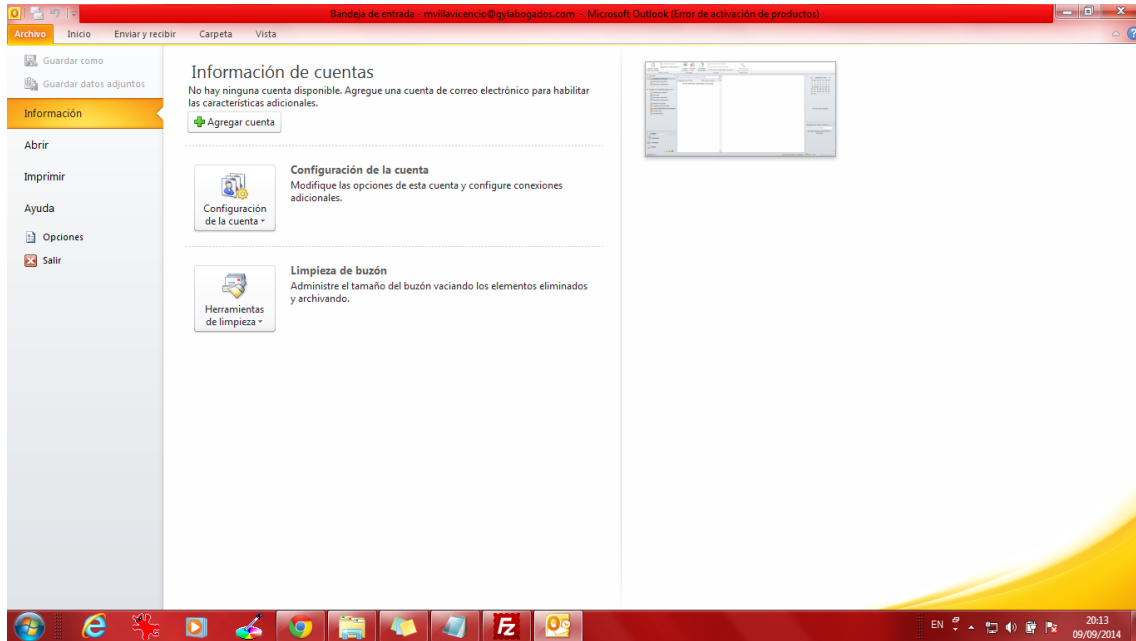 Bandeja de entrada - mvillavicencio@gylabogados.com - Microsoft Outlook (Error de activación de productos)
Archivo Inicio Enviar y recibir Carpeta Vista
Guardar como
Guardar datos adjuntos
Información
Abrir
Imprimir
Ayuda
Opciones
Salir
Información de cuentas
No hay ninguna cuenta disponible. Agregue una cuenta de correo electrónico para habilitar
las características adicionales.
Agregar cuenta
Configuración
de la cuenta
Configuración de la cuenta
Modifique las opciones de esta cuenta y configure conexiones
adicionales.
Herramientas
de limpieza
Limpieza de buzón
Administre el tamaño del buzón vaciando los elementos eliminados
y archivando.
Fz
EN
20:13
09/09/2014